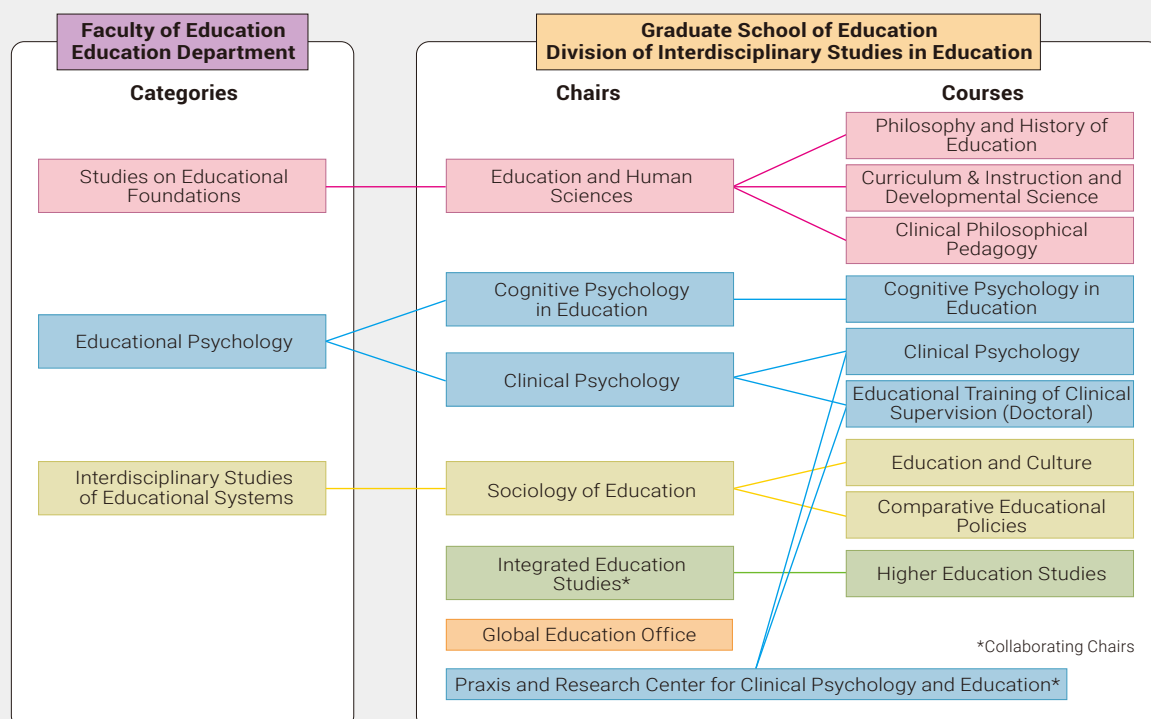 Faculty of Education
Education Department
Categories
Studies on Educational
Foundations
Educational Psychology
Interdisciplinary Studies
of Educational Systems
Graduate School of Education
Division of Interdisciplinary Studies in Education
Chairs
Education and Human
Sciences
Cognitive Psychology
in Education
Clinical Psychology
Sociology of Education
Integrated Education
Studies*
Global Education Office
Praxis and Research Center for Clinical Psychology and Education*
Courses
Philosophy and History of
Education
Curriculum & Instruction and
Developmental Science
Clinical Philosophical
Pedagogy
Cognitive Psychology in
Education
Clinical Psychology
Educational Training of Clinical
Supervision (Doctoral)
Education and Culture
Comparative Educational
Policies
Higher Education Studies
*Collaborating Chairs